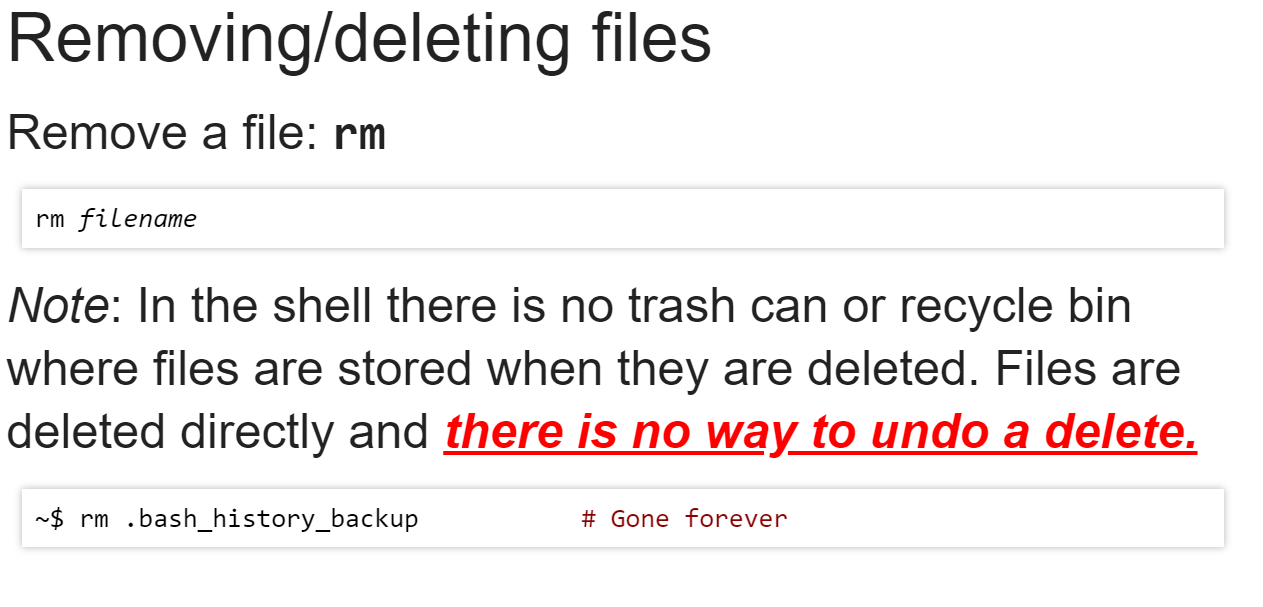 Removing/deleting files
Remove a file: rm
rm filename
Note: In the shell there is no trash can or recycle bin
where files are stored when they are deleted. Files are
deleted directly and there is no way to undo a delete.
~$ rm .bash_history_backup # Gone forever